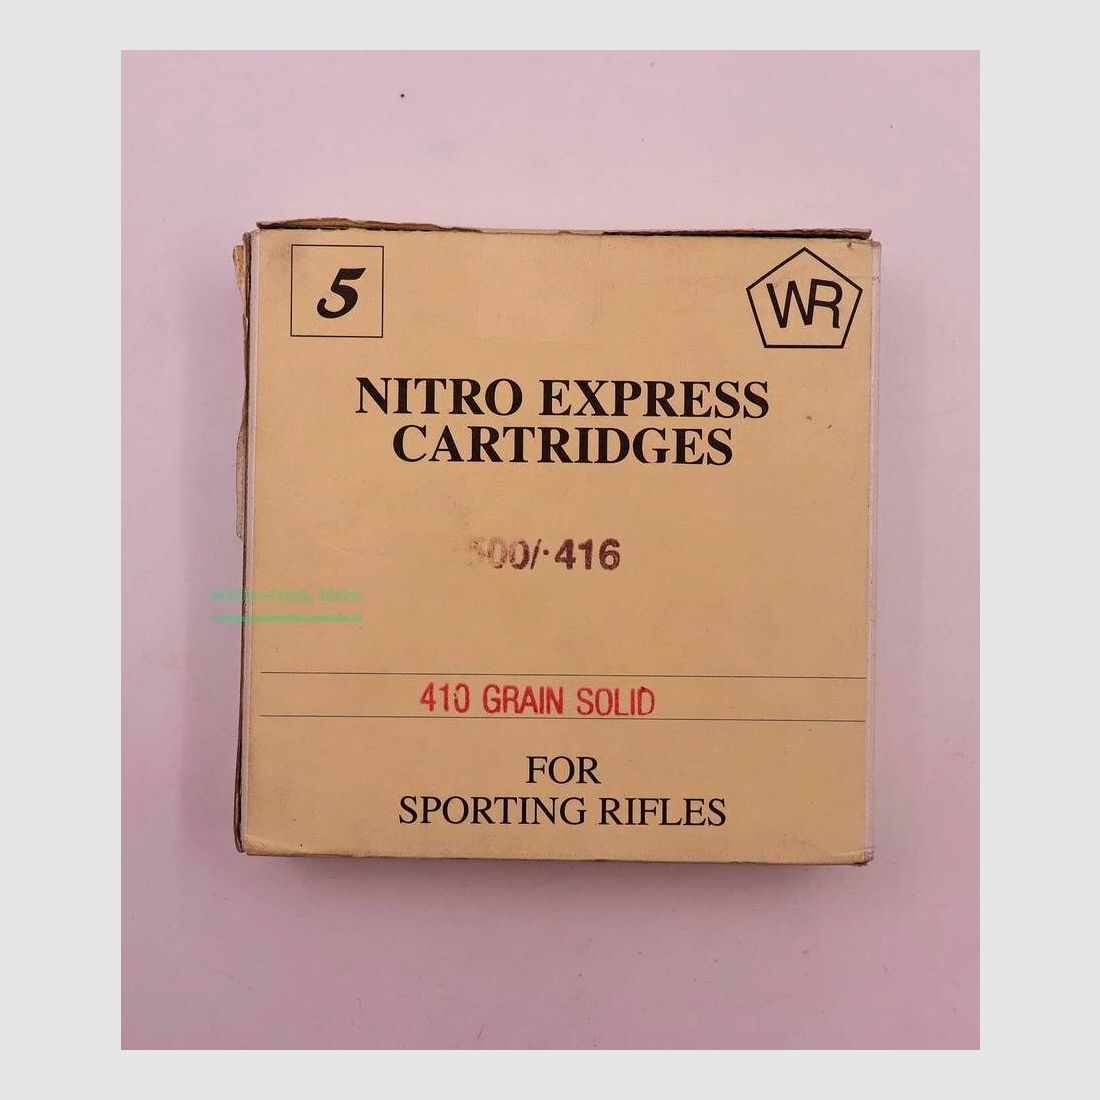 5
WR
NITRO EXPRESS
CARTRIDGES
500/·416
410 GRAIN SOLID
FOR
SPORTING RIFLES